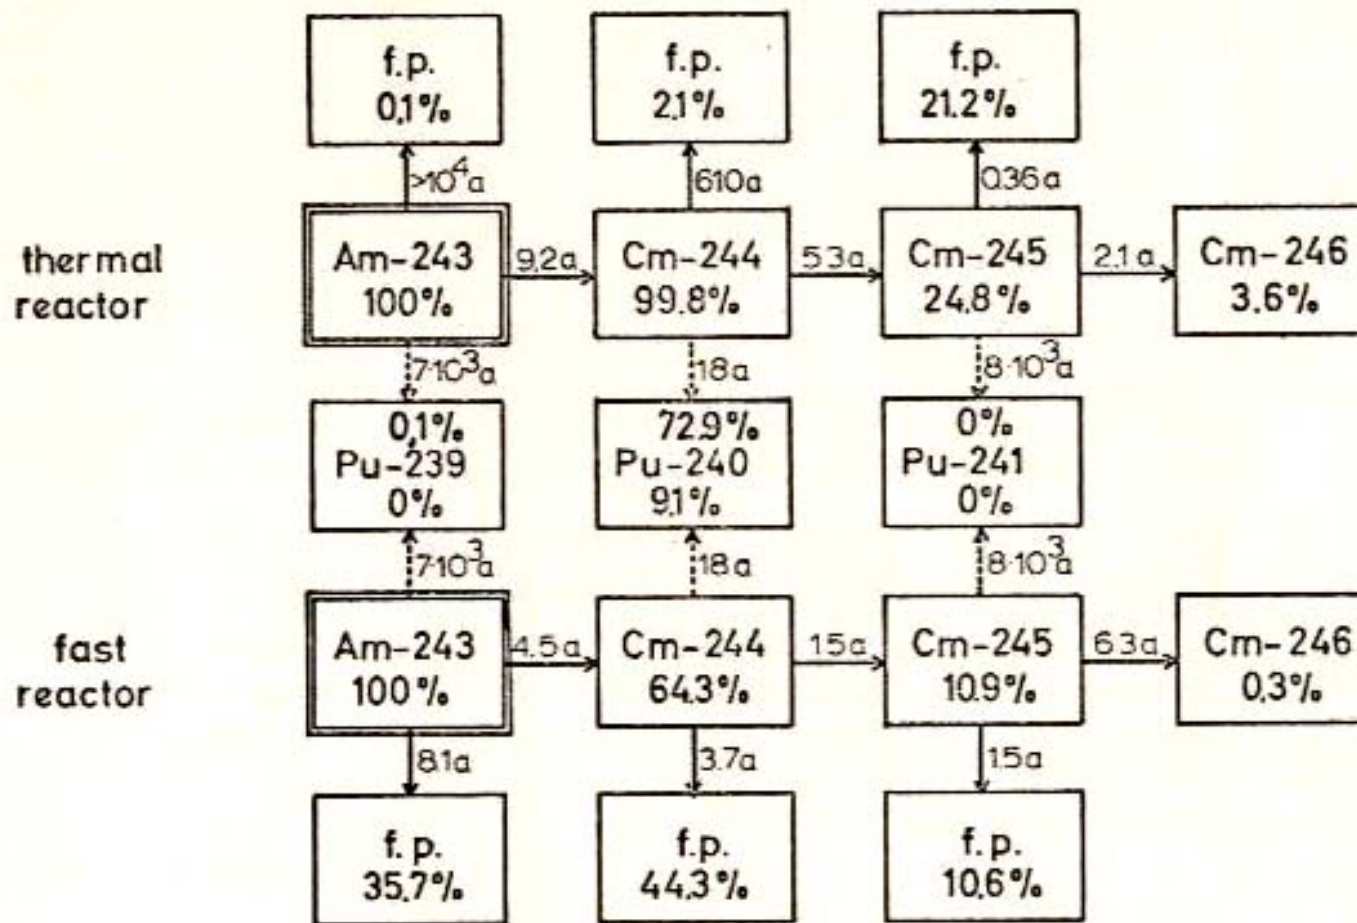 f.p.
0,1%
f.p.
2.1%
f.p.
21.2%
>10⁴a
610a
0.36a
thermal
reactor
Am-243
100%
9.2a
Cm-244
99.8%
53a
Cm-245
24.8%
2.1a
Cm-246
3.6%
7·10³a
18a
8·10³a
0,1%
Pu-239
0%
72.9%
Pu-240
9.1%
0%
Pu-241
0%
7·10³a
18a
8·10³a
fast
reactor
Am-243
100%
4.5a
Cm-244
64.3%
15a
Cm-245
10.9%
63a
Cm-246
0.3%
8.1a
3.7a
1.5a
f.p.
35.7%
f.p.
44.3%
f.p.
10.6%